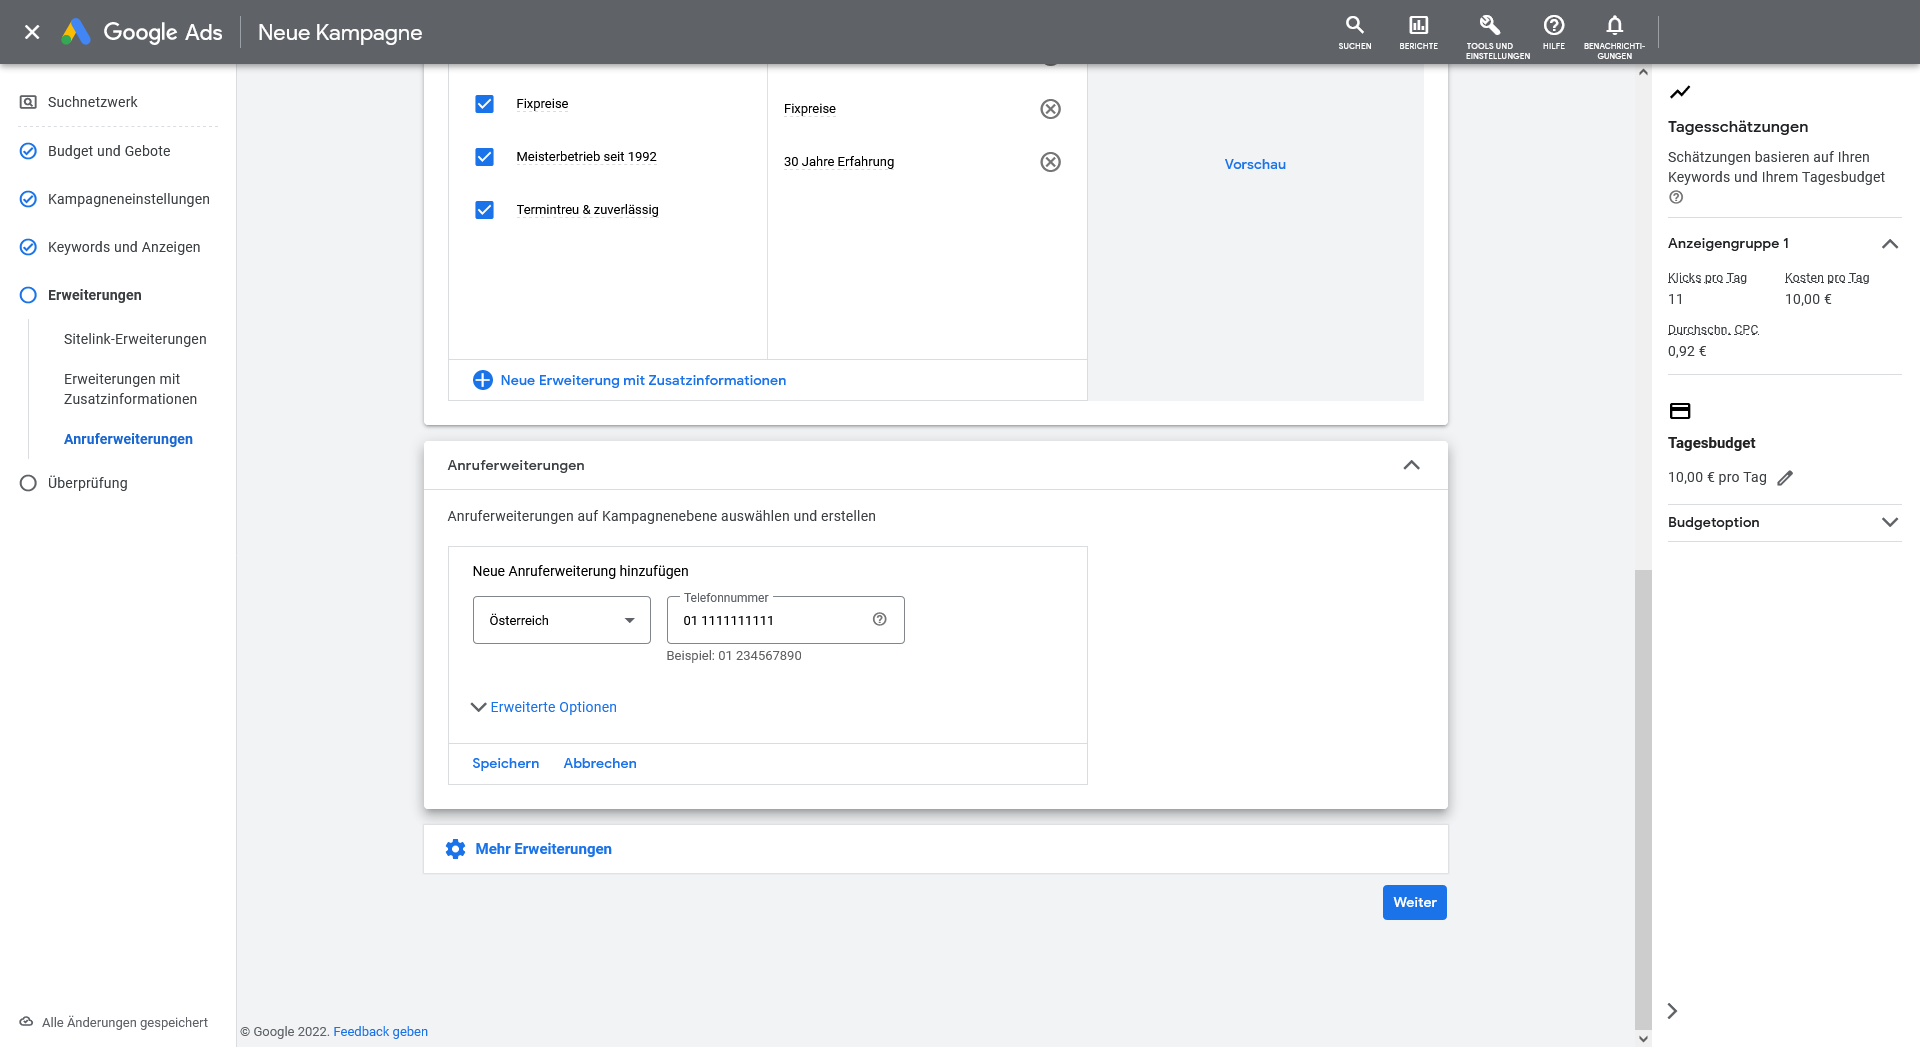 Google Ads
Neue Kampagne
SUCHEN
BERICHTE
TOOLS UND
EINSTELLUNGEN
HILFE
BENACHRICHTI-
GUNGEN
Suchnetzwerk
Budget und Gebote
Kampagneneinstellungen
Keywords und Anzeigen
Erweiterungen
Sitelink-Erweiterungen
Erweiterungen mit
Zusatzinformationen
Anruferweiterungen
Überprüfung
Alle Änderungen gespeichert
Fixpreise
Meisterbetrieb seit 1992
Termintreu & zuverlässig
Fixpreise
30 Jahre Erfahrung
Vorschau
Neue Erweiterung mit Zusatzinformationen
Anruferweiterungen
Anruferweiterungen auf Kampagnenebene auswählen und erstellen
Neue Anruferweiterung hinzufügen
Österreich
Telefonnummer
01 1111111111
Beispiel: 01 234567890
Erweiterte Optionen
Speichern
Abbrechen
Mehr Erweiterungen
Weiter
© Google 2022. Feedback geben
Tagesschätzungen
Schätzungen basieren auf Ihren
Keywords und Ihrem Tagesbudget
Anzeigengruppe 1
Klicks pro Tag
11
Kosten pro Tag
10,00 €
Durchschn. CPC
0,92 €
Tagesbudget
10,00 € pro Tag
Budgetoption